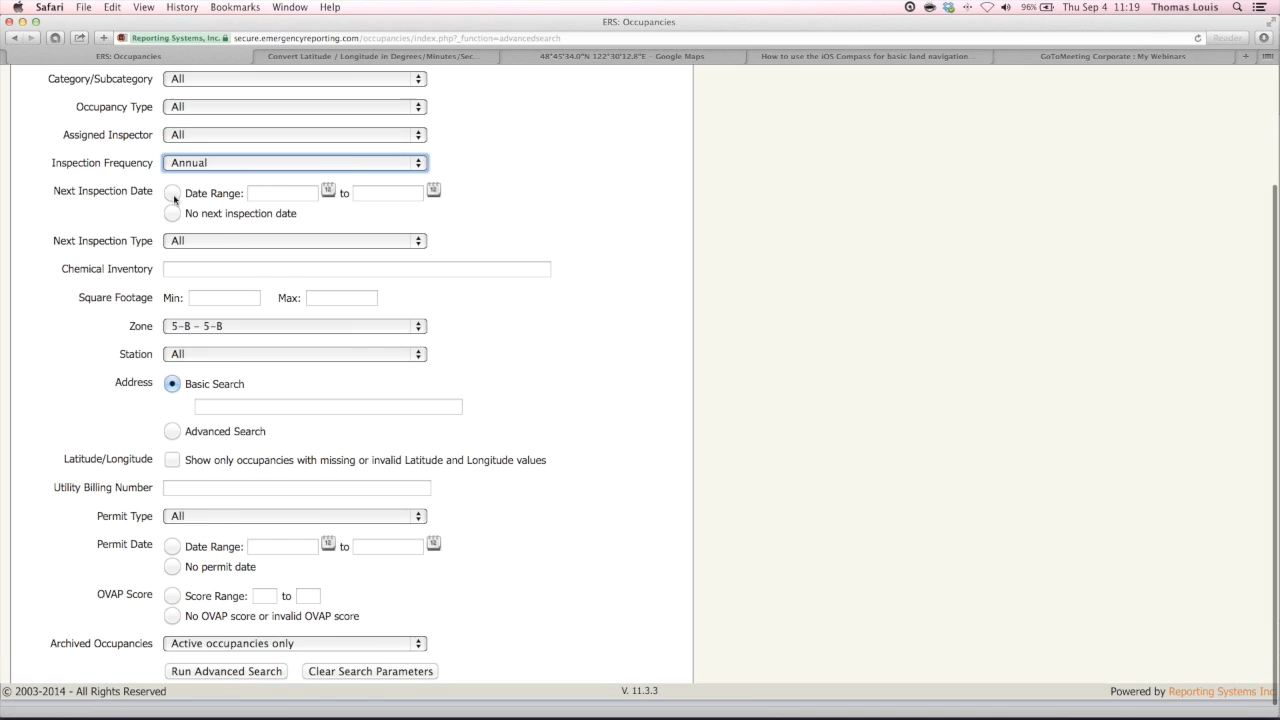 Safari File Edit View History Bookmarks Window Help 96% Thu Sep 4 11:19 Thomas Louis
ERS: Occupancies
Reporting Systems, Inc. secure.emergencyreporting.com/occupancies/index.php?_function=advancedsearch Reader
ERS: Occupancies Convert Latitude / Longitude in Degrees/Minutes/Sec... 48°45'34.0"N 122°30'12.8"E - Google Maps How to use the iOS Compass for basic land navigation... GoToMeeting Corporate : My Webinars
Category/Subcategory All
Occupancy Type All
Assigned Inspector All
Inspection Frequency Annual
Next Inspection Date Date Range: 12 to 12
No next inspection date
Next Inspection Type All
Chemical Inventory
Square Footage Min: Max:
Zone 5-B - 5-B
Station All
Address Basic Search
Advanced Search
Latitude/Longitude Show only occupancies with missing or invalid Latitude and Longitude values
Utility Billing Number
Permit Type All
Permit Date Date Range: 12 to 12
No permit date
OVAP Score Score Range: to
No OVAP score or invalid OVAP score
Archived Occupancies Active occupancies only
Run Advanced Search Clear Search Parameters
© 2003-2014 - All Rights Reserved V. 11.3.3 Powered by Reporting Systems Inc.